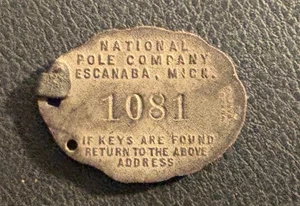 NATIONAL
POLE COMPANY
ESCANABA, MICH.
1081
IF KEYS ARE FOUND
RETURN TO THE ABOVE
ADDRESS